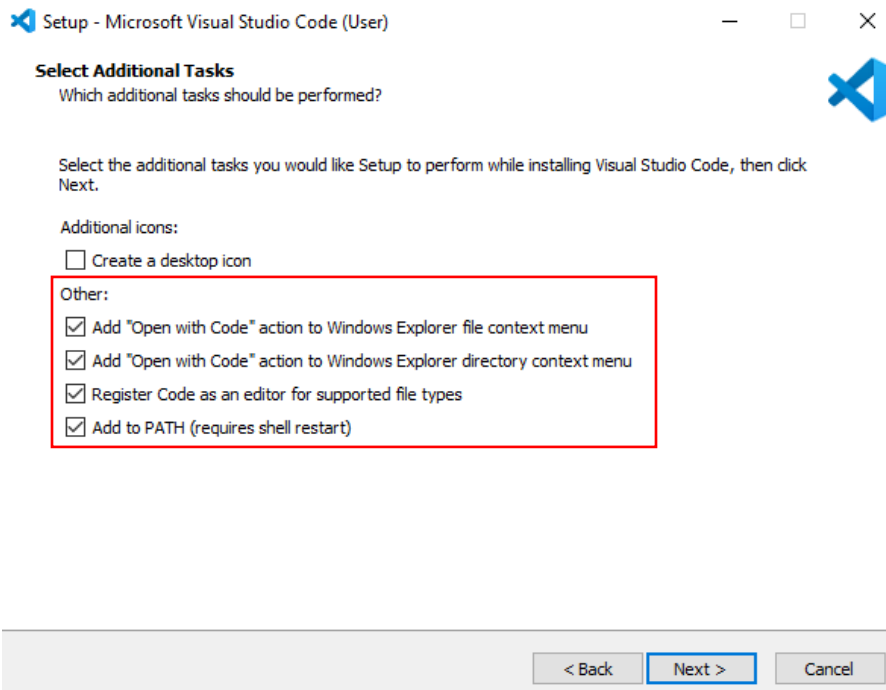 Setup - Microsoft Visual Studio Code (User)
Select Additional Tasks
Which additional tasks should be performed?
Select the additional tasks you would like Setup to perform while installing Visual Studio Code, then click
Next.
Additional icons:
Create a desktop icon
Other:
Add "Open with Code" action to Windows Explorer file context menu
Add "Open with Code" action to Windows Explorer directory context menu
Register Code as an editor for supported file types
Add to PATH (requires shell restart)
< Back Next > Cancel